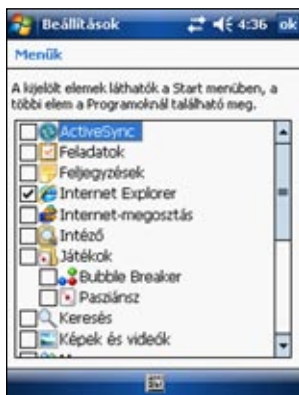 Beállítások 4:36 ok
Menük
A kijelölt elemek láthatók a Start menüben, a
többi elem a Programoknál található meg.
ActiveSync
Feladatok
Feljegyzések
Internet Explorer
Internet-megosztás
Intéző
Játékok
Bubble Breaker
Pasziánsz
Keresés
Képek és videók